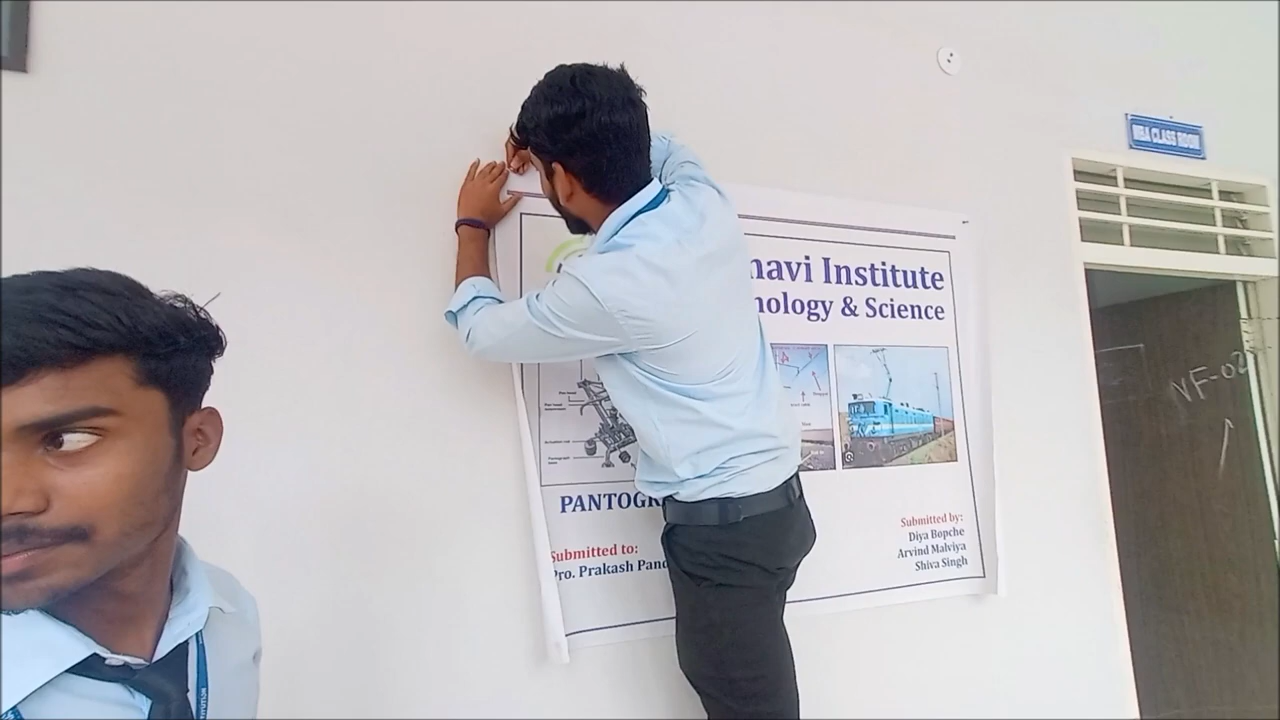 MBA CLASS ROOM
navi Institute
nology & Science
PANTOGR
Submitted to:
Pro. Prakash Pand
Submitted by:
Diya Bopche
Arvind Malviya
Shiva Singh
VF-02